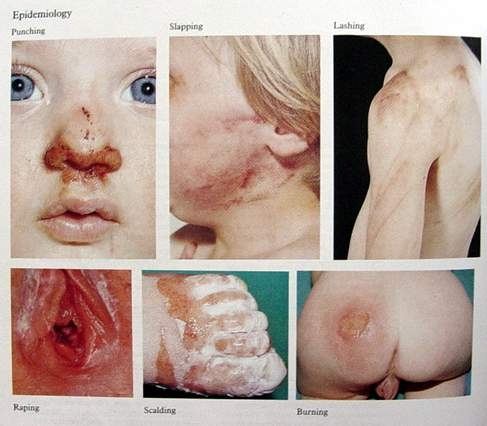 Epidemiology
Punching
Slapping
Lashing
Raping
Scalding
Burning